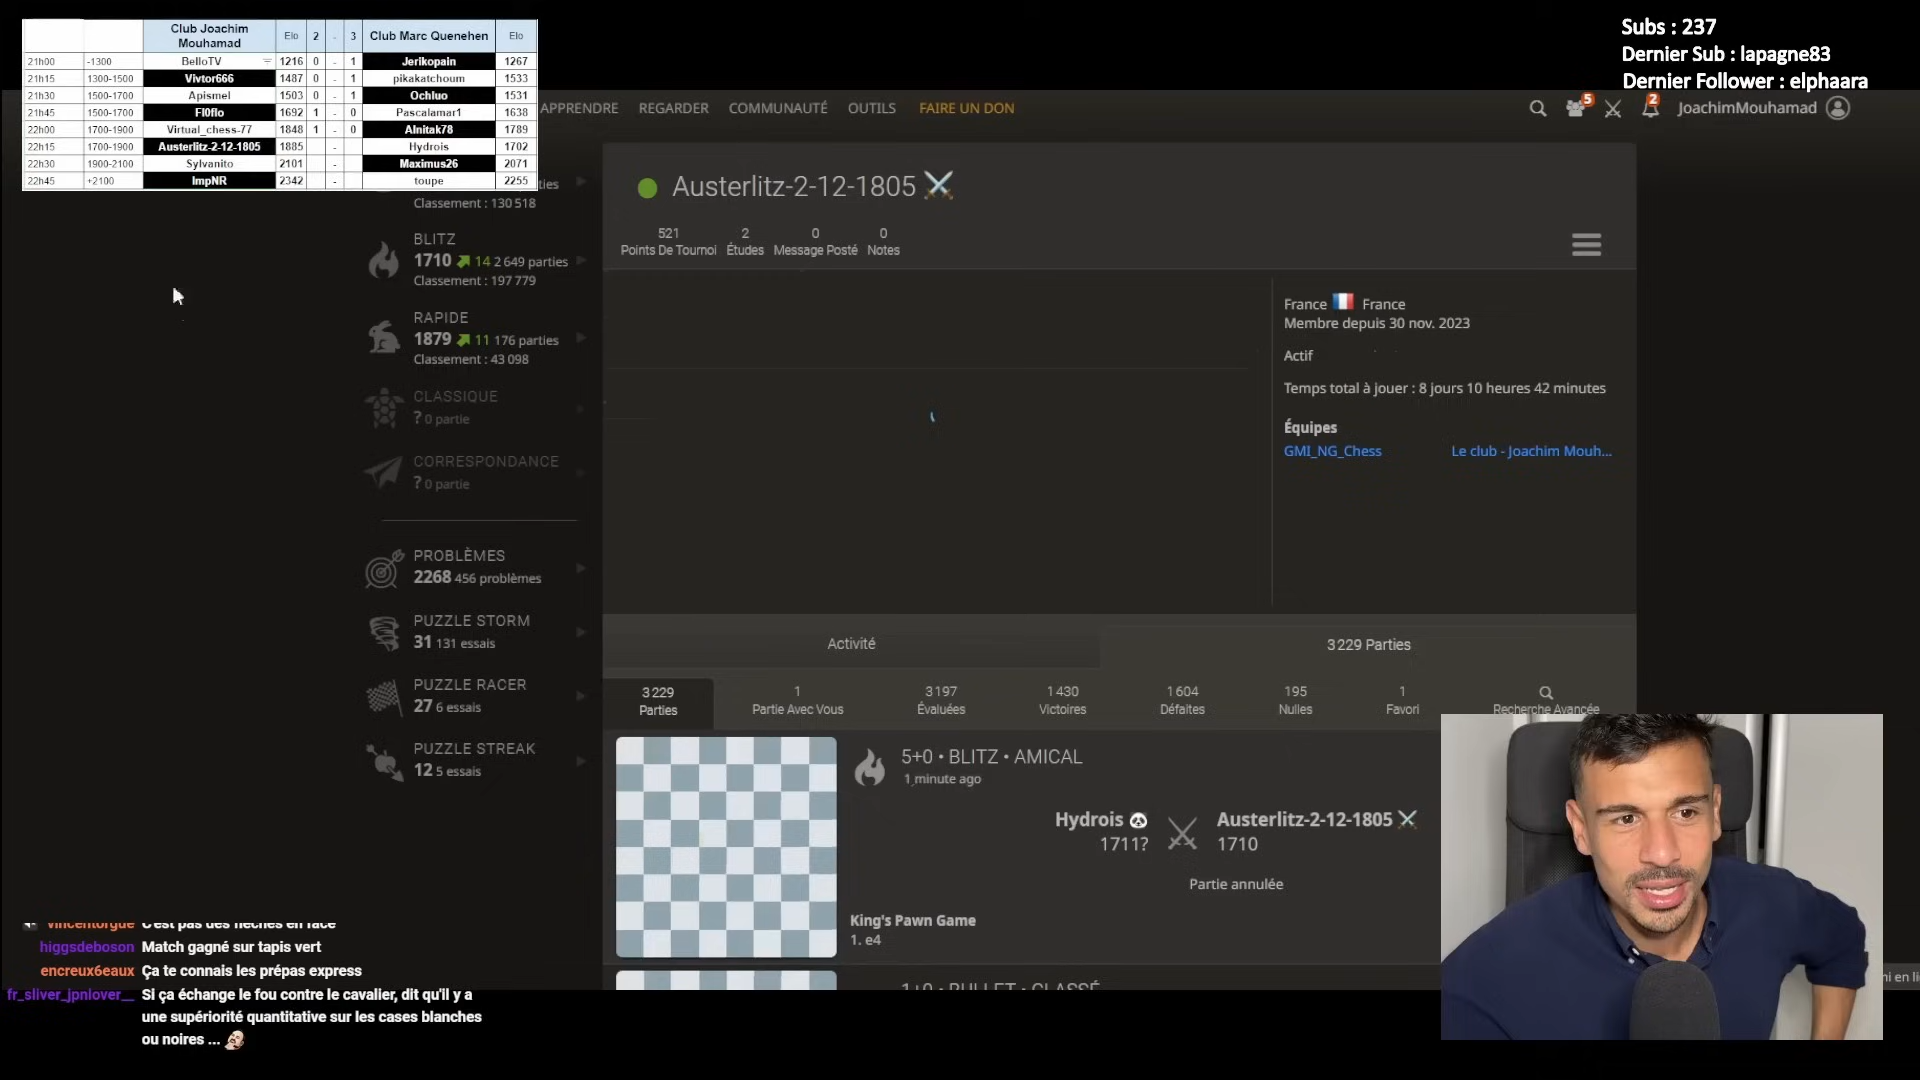 Club Joachim Mouhamad Elo 2 - 3 Club Marc Quenehen Elo
21h00 -1300 BelloTV 1216 0 - 1 Jerikopain 1267
21h15 1300-1500 Vivtor666 1487 0 - 1 pikakatchoum 1533
21h30 1500-1700 Apismel 1503 0 - 1 Ochluo 1531
21h45 1500-1700 Fl0flo 1692 1 - 0 Pascalamar1 1638
22h00 1700-1900 Virtual_chess-77 1848 1 - 0 Alnitak78 1789
22h15 1700-1900 Austerlitz-2-12-1805 1885 - Hydrois 1702
22h30 1900-2100 Sylvanito 2101 - Maximus26 2071
22h45 +2100 ImpNR 2342 - toupe 2255
Subs : 237
Dernier Sub : lapagne83
Dernier Follower : elphaara
APPRENDRE REGARDER COMMUNAUTÉ OUTILS FAIRE UN DON
5 2 JoachimMouhamad
Classement : 130 518
BLITZ
1710 14 2 649 parties
Classement : 197 779
RAPIDE
1879 11 176 parties
Classement : 43 098
CLASSIQUE
? 0 partie
CORRESPONDANCE
? 0 partie
PROBLÈMES
2268 456 problèmes
PUZZLE STORM
31 131 essais
PUZZLE RACER
27 6 essais
PUZZLE STREAK
12 5 essais
Austerlitz-2-12-1805
521 2 0 0
Points De Tournoi Études Message Posté Notes
France France
Membre depuis 30 nov. 2023
Actif
Temps total à jouer : 8 jours 10 heures 42 minutes
Équipes
GMI_NG_Chess Le club - Joachim Mouh...
Activité 3 229 Parties
3 229 1 3 197 1 430 1 604 195 1
Parties Partie Avec Vous Évaluées Victoires Défaites Nulles Favori Recherche Avancée
5+0 • BLITZ • AMICAL
1 minute ago
Hydrois Austerlitz-2-12-1805
1711? 1710
Partie annulée
King's Pawn Game
1. e4
1+0 • BULLET • CLASSÉ
vincentorgue C'est pas des flèches en face
higgsdeboson Match gagné sur tapis vert
encreux6eaux Ça te connais les prépas express
fr_sliver_jpnlover__ Si ça échange le fou contre le cavalier, dit qu'il y a
une supériorité quantitative sur les cases blanches
ou noires ...